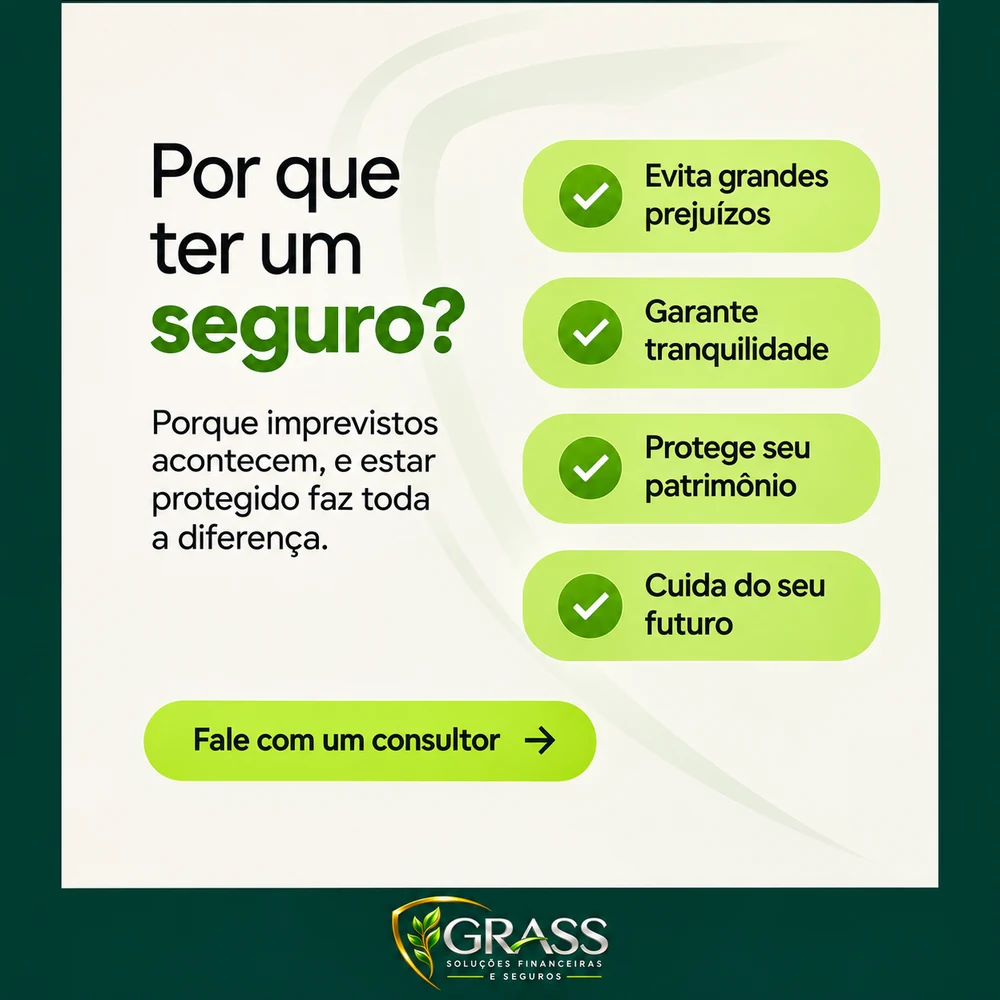 Por que
ter um
seguro?
Porque imprevistos
acontecem, e estar
protegido faz toda
a diferença.
Evita grandes
prejuízos
Garante
tranquilidade
Protege seu
patrimônio
Cuida do seu
futuro
Fale com um consultor
GRASS
SOLUÇÕES FINANCEIRAS
E SEGUROS